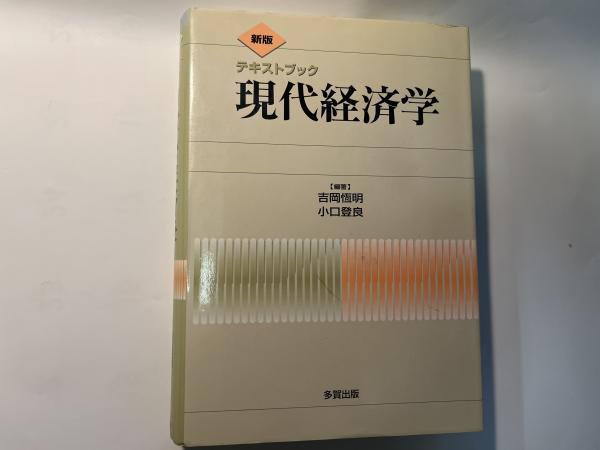 新版
テキストブック
現代経済学
【編著】
吉岡恆明
小口登良
多賀出版